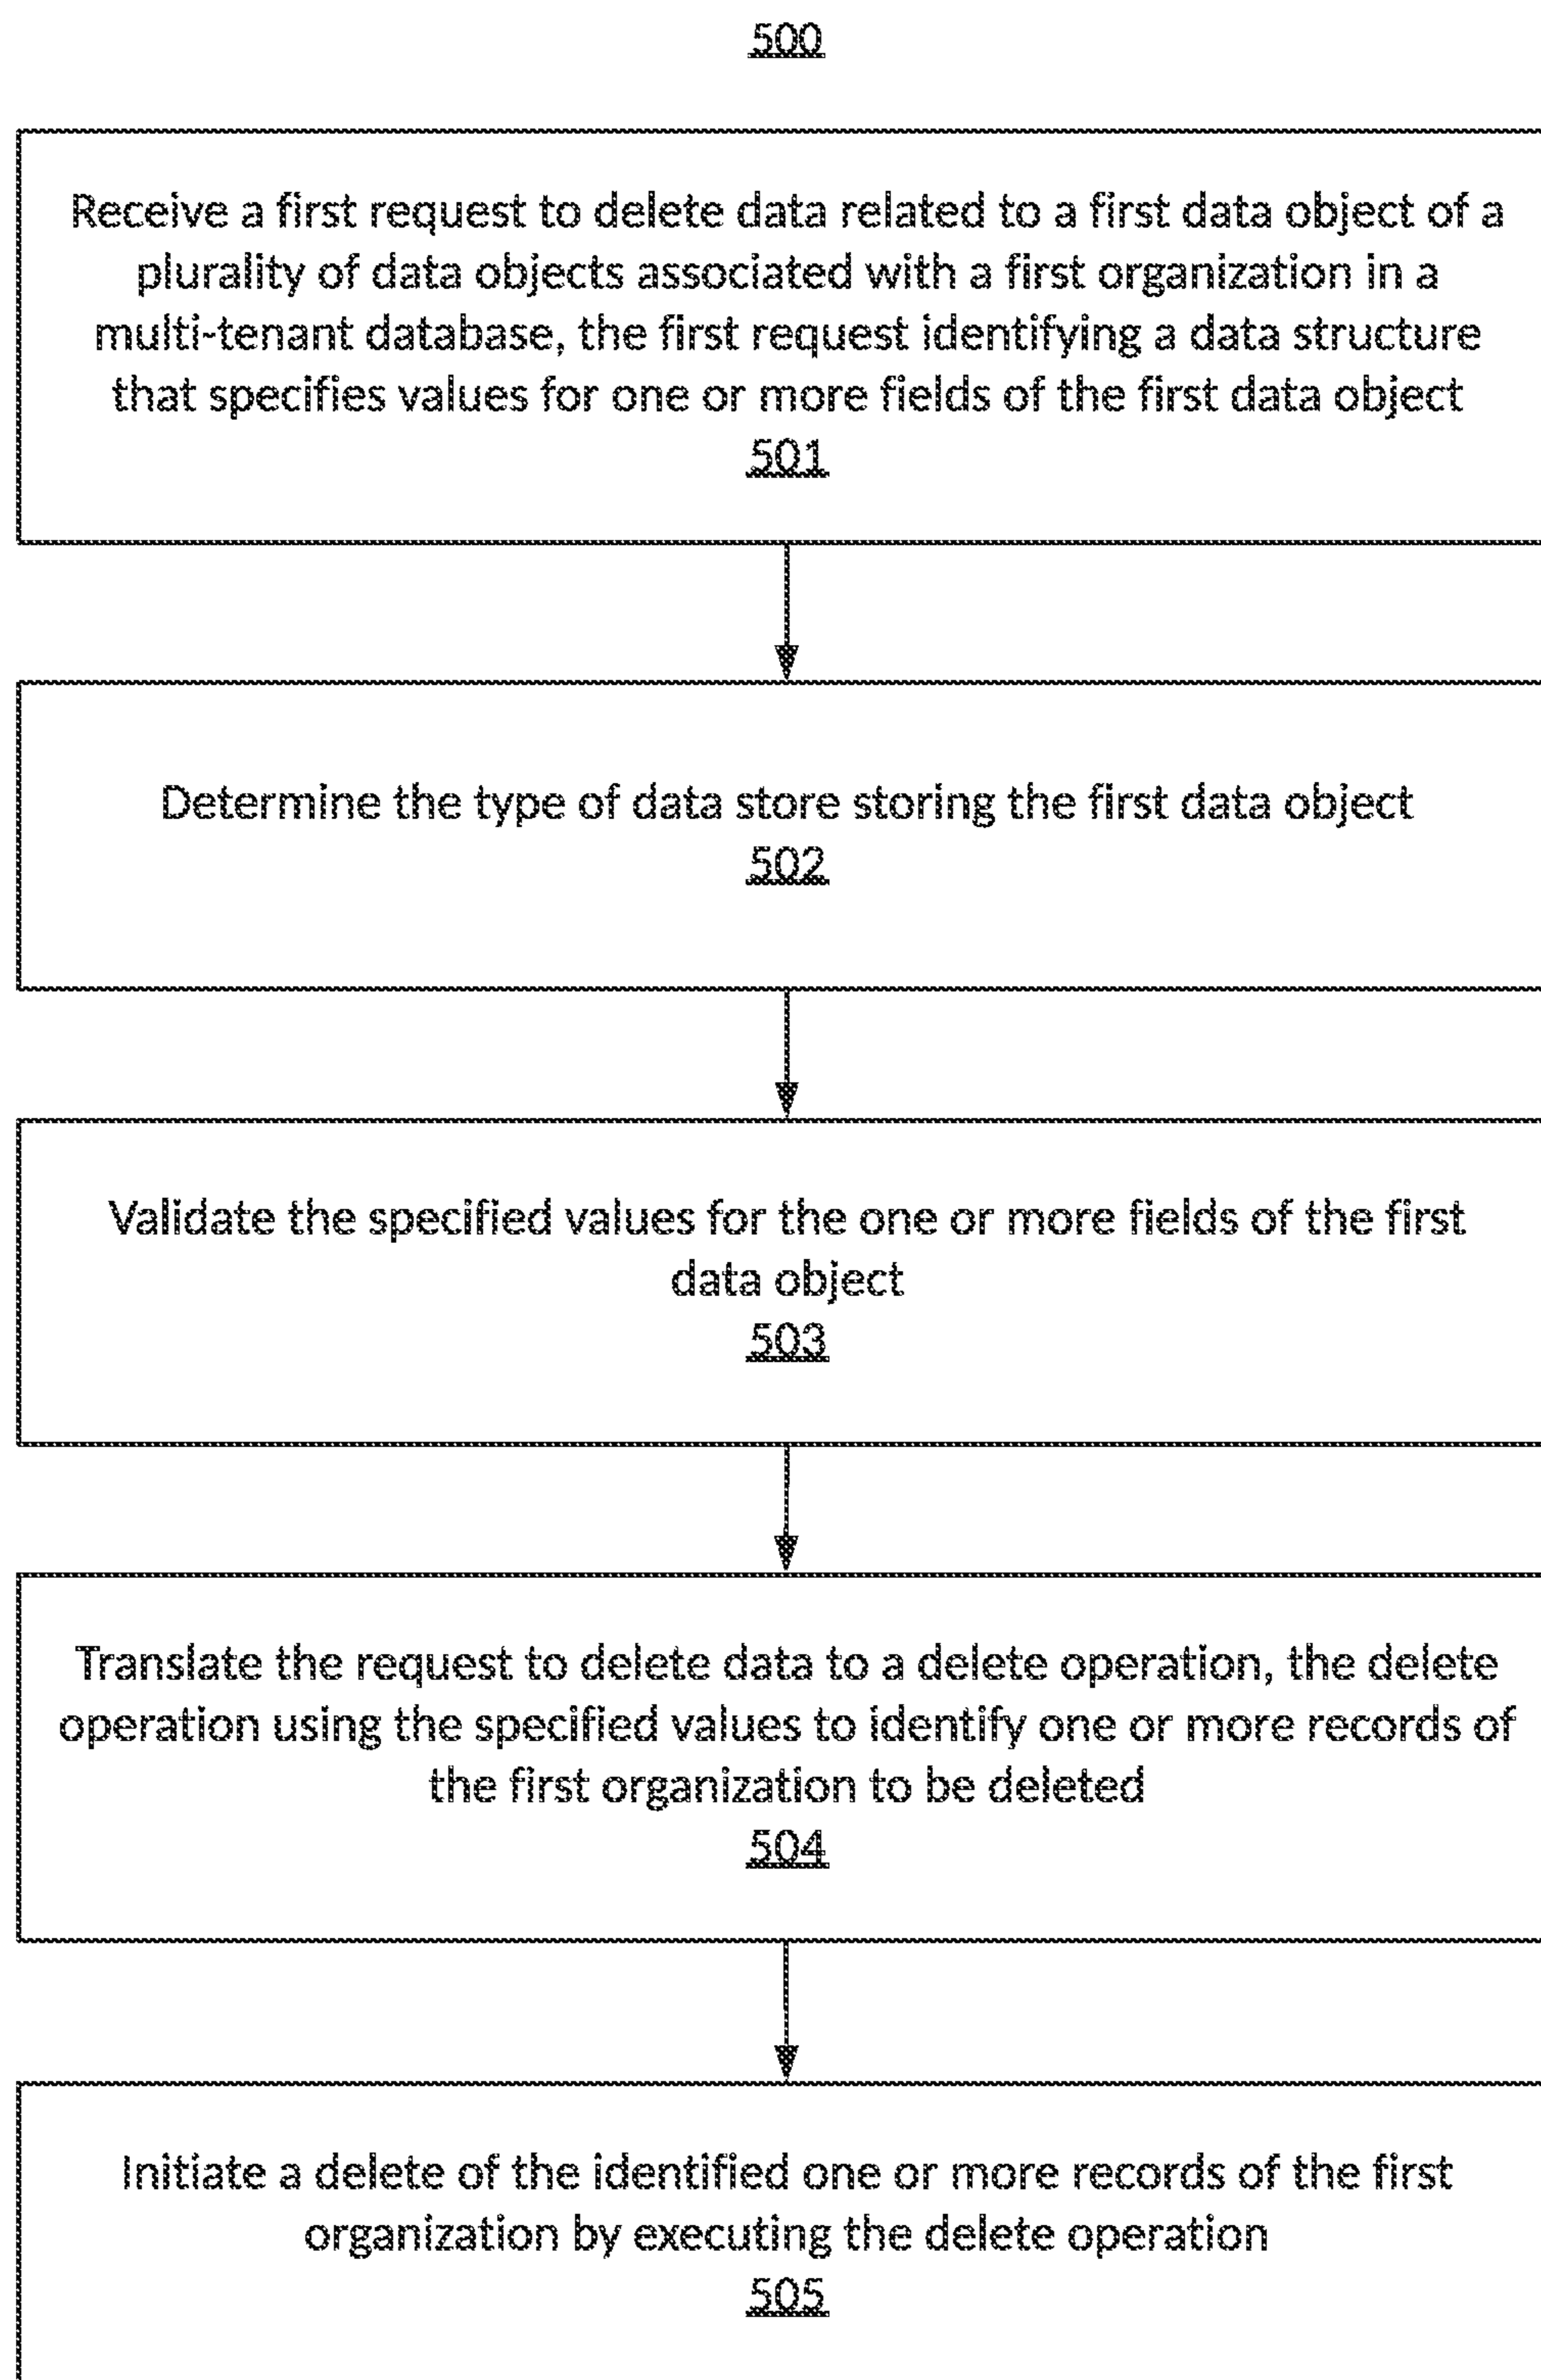 500
Receive a first request to delete data related to a first data object of a
plurality of data objects associated with a first organization in a
multi-tenant database, the first request identifying a data structure
that specifies values for one or more fields of the first data object
501
Determine the type of data store storing the first data object
502
Validate the specified values for the one or more fields of the first
data object
503
Translate the request to delete data to a delete operation, the delete
operation using the specified values to identify one or more records of
the first organization to be deleted
504
Initiate a delete of the identified one or more records of the first
organization by executing the delete operation
505